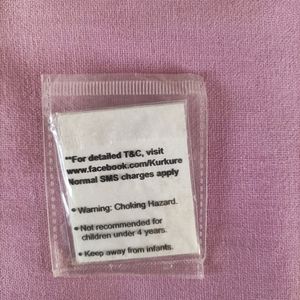 **For detailed T&C, visit
www.facebook.com/Kurkure
Normal SMS charges apply
• Warning: Choking Hazard.
• Not recommended for
children under 4 years.
• Keep away from infants.